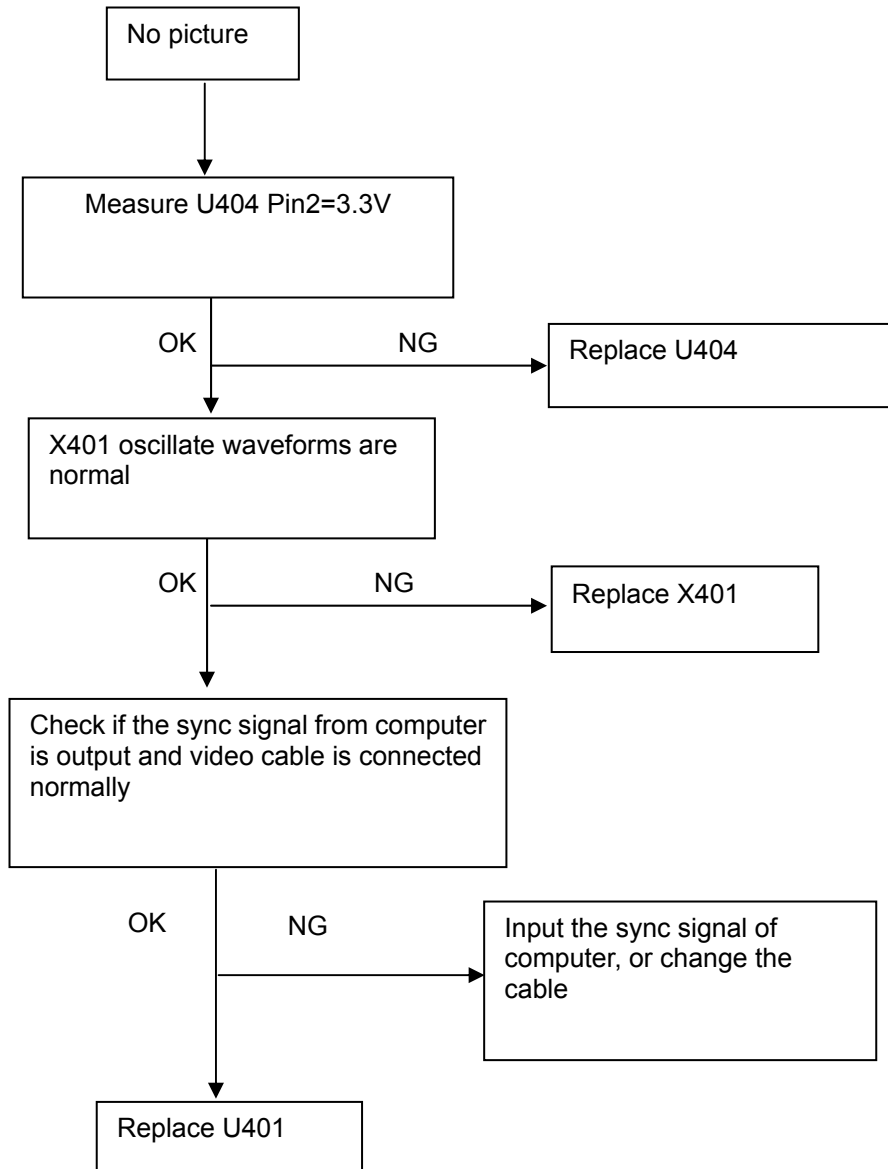 No picture
Measure U404 Pin2=3.3V
OK
NG
Replace U404
X401 oscillate waveforms are
normal
OK
NG
Replace X401
Check if the sync signal from computer
is output and video cable is connected
normally
OK
NG
Input the sync signal of
computer, or change the
cable
Replace U401